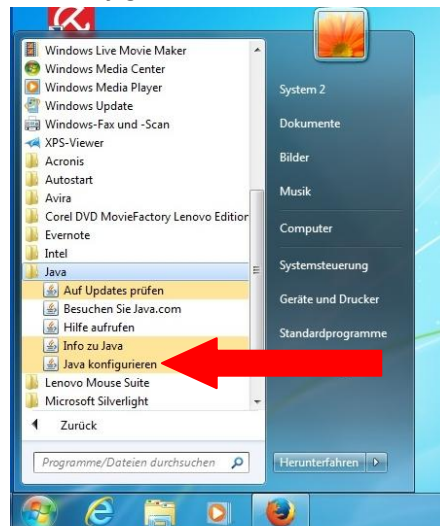 Windows Live Movie Maker
Windows Media Center
Windows Media Player
Windows Update
Windows-Fax und -Scan
XPS-Viewer
Acronis
Autostart
Avira
Corel DVD MovieFactory Lenovo Edition
Evernote
Intel
Java
Auf Updates prüfen
Besuchen Sie Java.com
Hilfe aufrufen
Info zu Java
Java konfigurieren
Lenovo Mouse Suite
Microsoft Silverlight
Zurück
Programme/Dateien durchsuchen
System 2
Dokumente
Bilder
Musik
Computer
Systemsteuerung
Geräte und Drucker
Standardprogramme
Herunterfahren